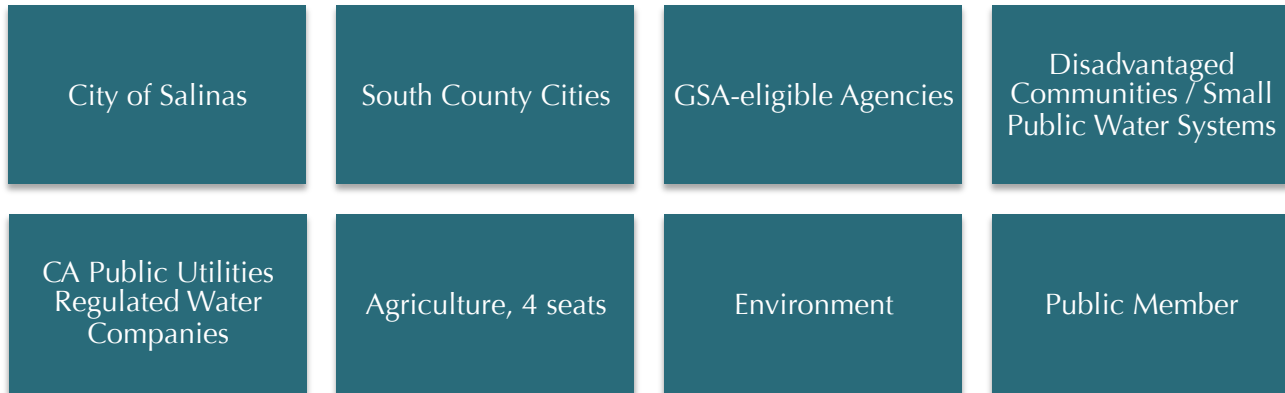 City of Salinas
South County Cities
GSA-eligible Agencies
Disadvantaged
Communities / Small
Public Water Systems
CA Public Utilities
Regulated Water
Companies
Agriculture, 4 seats
Environment
Public Member